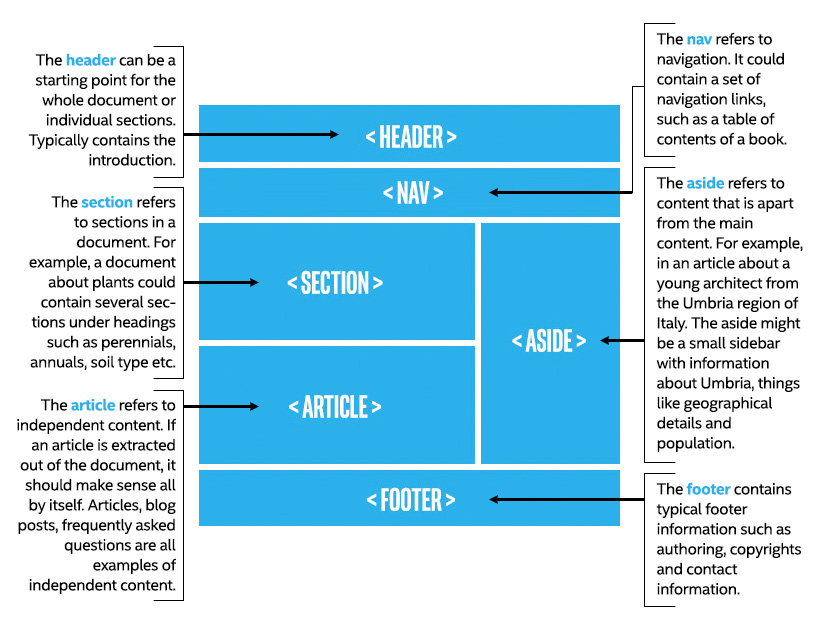 The header can be a
starting point for the
whole document or
individual sections.
Typically contains the
introduction.
The section refers
to sections in a
document. For
example, a document
about plants could
contain several sec-
tions under headings
such as perennials,
annuals, soil type etc.
The article refers to
independent content. If
an article is extracted
out of the document, it
should make sense all
by itself. Articles, blog
posts, frequently asked
questions are all
examples of
independent content.
< HEADER >
< NAV >
< SECTION >
< ARTICLE >
< ASIDE >
< FOOTER >
The nav refers to
navigation. It could
contain a set of
navigation links,
such as a table of
contents of a book.
The aside refers to
content that is apart
from the main
content. For example,
in an article about a
young architect from
the Umbria region of
Italy. The aside might
be a small sidebar
with information
about Umbria, things
like geographical
details and
population.
The footer contains
typical footer
information such as
authoring, copyrights
and contact
information.